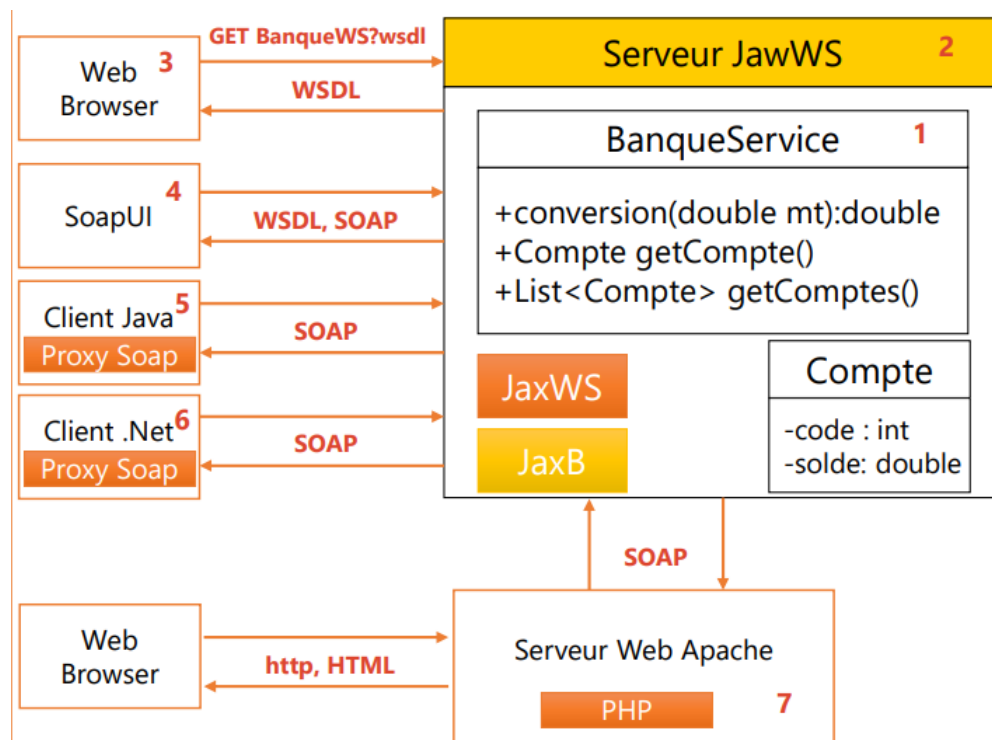 GET BanqueWS?wsdl
Web 3
Browser
WSDL
Serveur JawWS 2
BanqueService 1
+conversion(double mt):double
+Compte getCompte()
+List<Compte> getComptes()
4
SoapUI
WSDL, SOAP
5
Client Java
Proxy Soap
SOAP
6
Client .Net
Proxy Soap
SOAP
JaxWS
JaxB
Compte
-code : int
-solde: double
SOAP
Web
Browser
http, HTML
Serveur Web Apache
PHP
7